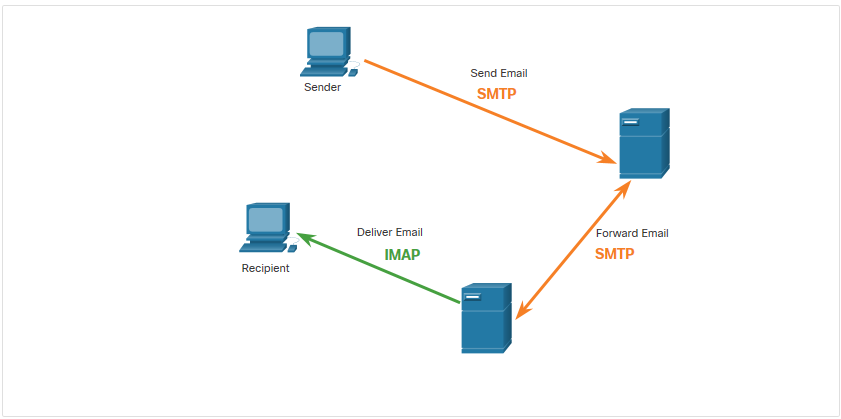 Sender
Send Email
SMTP
Forward Email
SMTP
Deliver Email
IMAP
Recipient